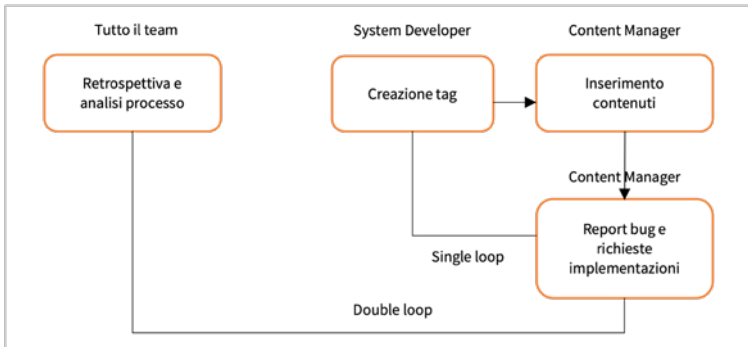 Tutto il team
System Developer
Content Manager
Retrospettiva e
analisi processo
Creazione tag
Inserimento
contenuti
Content Manager
Report bug e
richieste
implementazioni
Single loop
Double loop